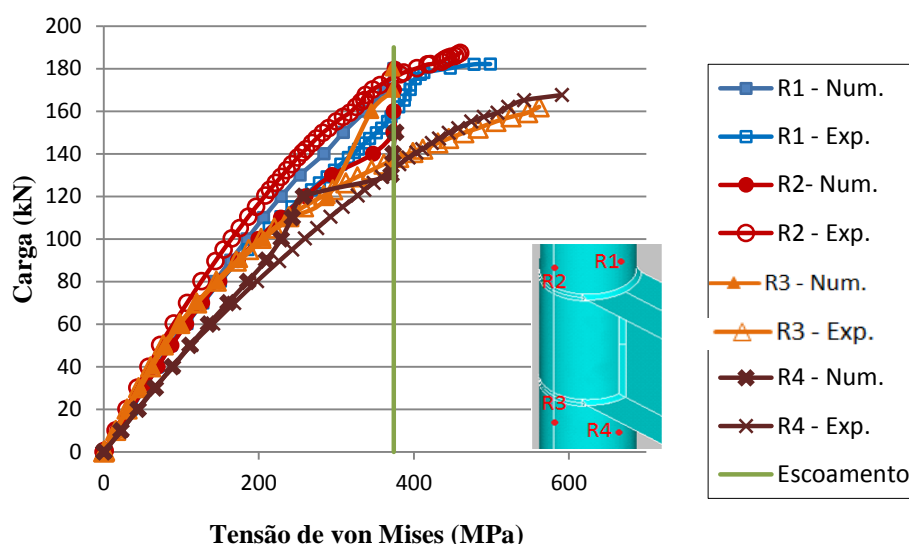 200
180
160
140
120
100
80
60
40
20
0
Carga (kN)
0 200 400 600
Tensão de von Mises (MPa)
R1
R2
R3
R4
R1 - Num.
R1 - Exp.
R2- Num.
R2 - Exp.
R3 - Num.
R3 - Exp.
R4 - Num.
R4 - Exp.
Escoamento